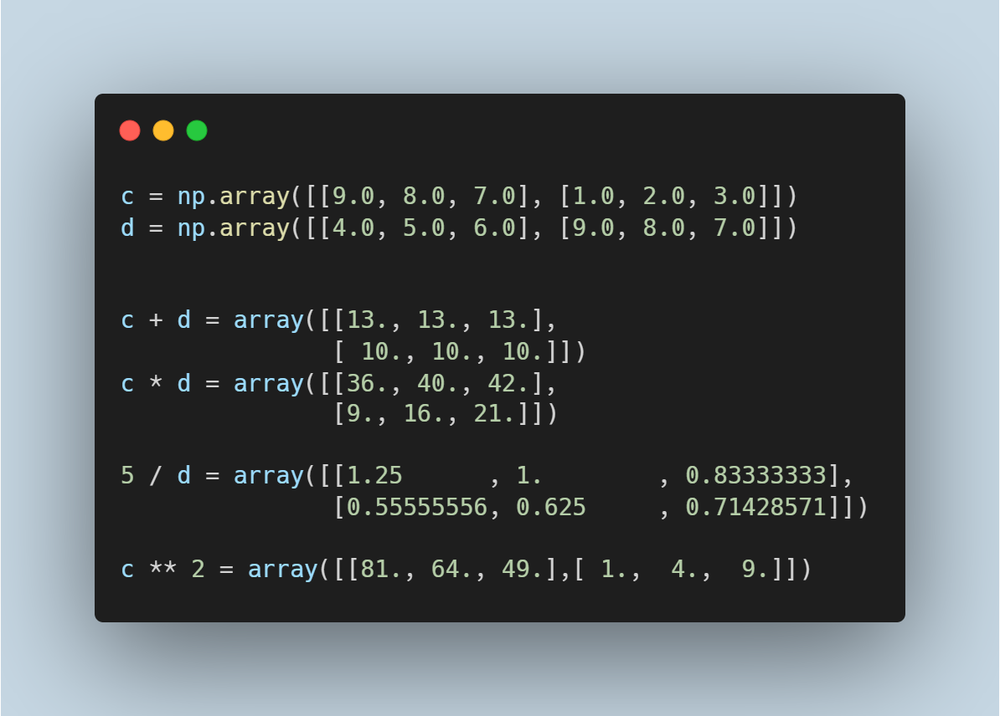 c = np.array([[9.0, 8.0, 7.0], [1.0, 2.0, 3.0]])
d = np.array([[4.0, 5.0, 6.0], [9.0, 8.0, 7.0]])
c + d = array([[13., 13., 13.],
[ 10., 10., 10.]])
c * d = array([[36., 40., 42.],
[9., 16., 21.]])
5 / d = array([[1.25      , 1.        , 0.83333333],
[0.55555556, 0.625     , 0.71428571]])
c ** 2 = array([[81., 64., 49.],[ 1.,  4.,  9.]])